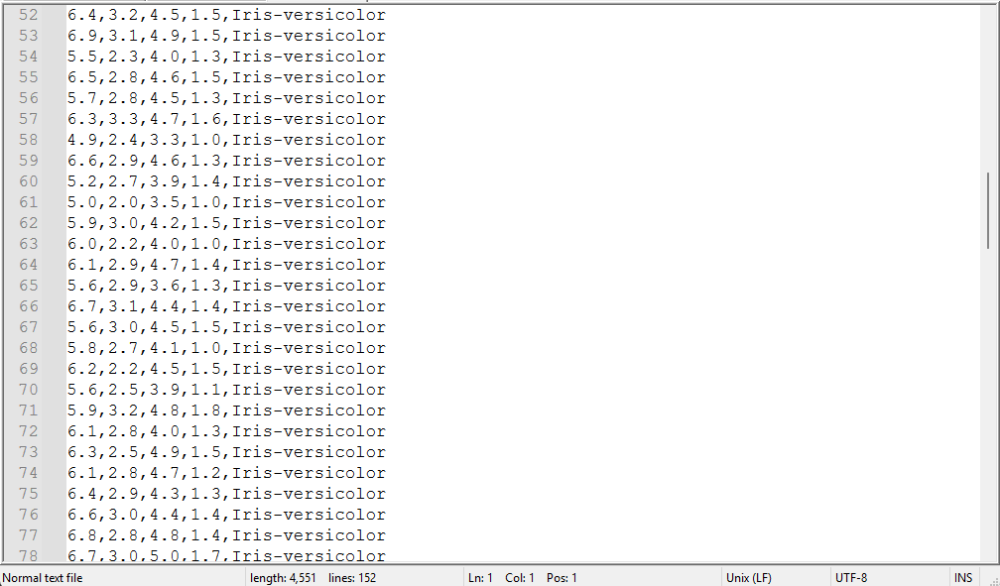 52 6.4,3.2,4.5,1.5,Iris-versicolor
53 6.9,3.1,4.9,1.5,Iris-versicolor
54 5.5,2.3,4.0,1.3,Iris-versicolor
55 6.5,2.8,4.6,1.5,Iris-versicolor
56 5.7,2.8,4.5,1.3,Iris-versicolor
57 6.3,3.3,4.7,1.6,Iris-versicolor
58 4.9,2.4,3.3,1.0,Iris-versicolor
59 6.6,2.9,4.6,1.3,Iris-versicolor
60 5.2,2.7,3.9,1.4,Iris-versicolor
61 5.0,2.0,3.5,1.0,Iris-versicolor
62 5.9,3.0,4.2,1.5,Iris-versicolor
63 6.0,2.2,4.0,1.0,Iris-versicolor
64 6.1,2.9,4.7,1.4,Iris-versicolor
65 5.6,2.9,3.6,1.3,Iris-versicolor
66 6.7,3.1,4.4,1.4,Iris-versicolor
67 5.6,3.0,4.5,1.5,Iris-versicolor
68 5.8,2.7,4.1,1.0,Iris-versicolor
69 6.2,2.2,4.5,1.5,Iris-versicolor
70 5.6,2.5,3.9,1.1,Iris-versicolor
71 5.9,3.2,4.8,1.8,Iris-versicolor
72 6.1,2.8,4.0,1.3,Iris-versicolor
73 6.3,2.5,4.9,1.5,Iris-versicolor
74 6.1,2.8,4.7,1.2,Iris-versicolor
75 6.4,2.9,4.3,1.3,Iris-versicolor
76 6.6,3.0,4.4,1.4,Iris-versicolor
77 6.8,2.8,4.8,1.4,Iris-versicolor
78 6.7,3.0,5.0,1.7,Iris-versicolor
Normal text file length: 4,551 lines: 152 Ln: 1 Col: 1 Pos: 1 Unix (LF) UTF-8 INS